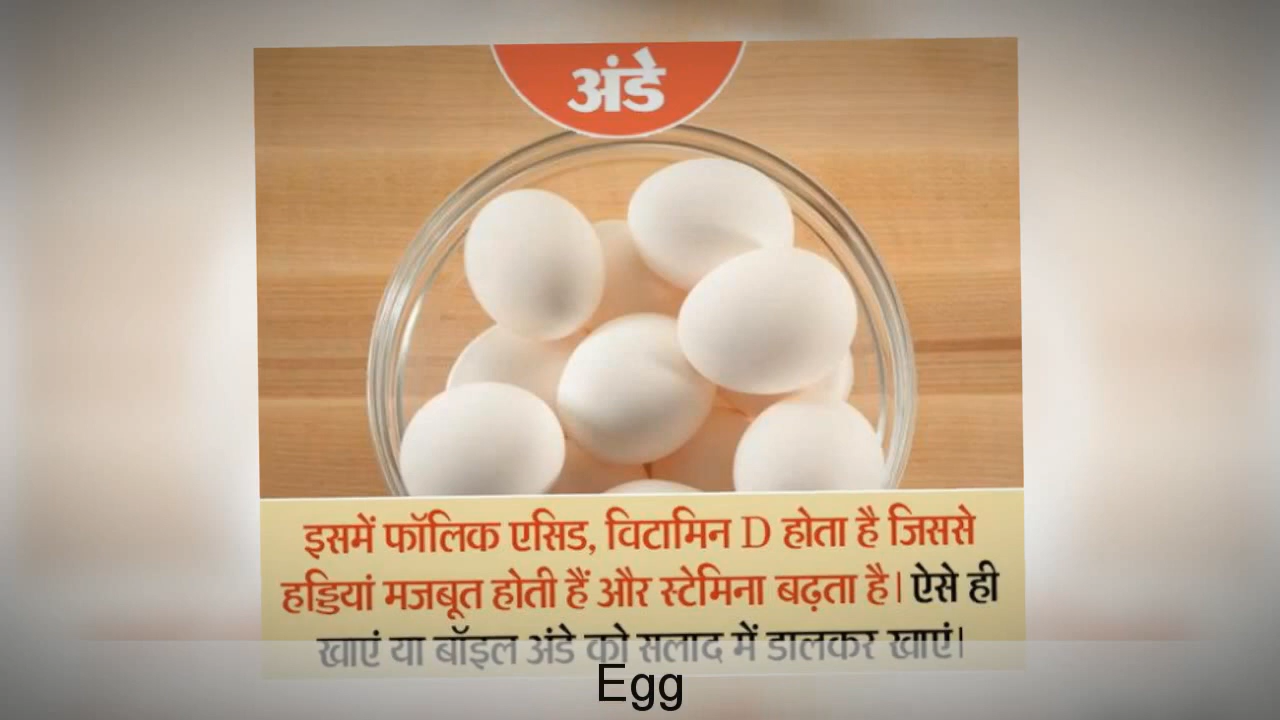 अंडे
इसमें फॉलिक एसिड, विटामिन D होता है जिससे
हड्डियां मजबूत होती हैं और स्टेमिना बढ़ता है। ऐसे ही
खाएं या बॉइल अंडे को सलाद में डालकर खाएं।
Egg